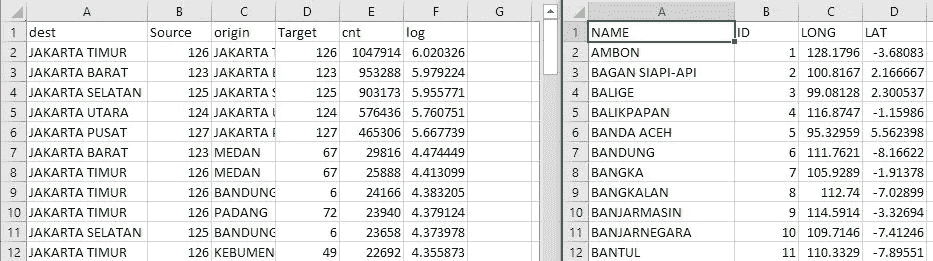 A B C D E F G
1 dest Source origin Target cnt log
2 JAKARTA TIMUR 126 JAKARTA 126 1047914 6.020326
3 JAKARTA BARAT 123 JAKARTA 123 953288 5.979224
4 JAKARTA SELATAN 125 JAKARTA 125 903173 5.955771
5 JAKARTA UTARA 124 JAKARTA 124 576436 5.760751
6 JAKARTA PUSAT 127 JAKARTA 127 465306 5.667739
7 JAKARTA BARAT 123 MEDAN 67 29816 4.474449
8 JAKARTA TIMUR 126 MEDAN 67 25888 4.413099
9 JAKARTA TIMUR 126 BANDUNG 6 24166 4.383205
10 JAKARTA TIMUR 126 PADANG 72 23940 4.379124
11 JAKARTA SELATAN 125 BANDUNG 6 23658 4.373978
12 JAKARTA TIMUR 126 KEBUMEN 49 22692 4.355873
A B C D
1 NAME ID LONG LAT
2 AMBON 1 128.1796 -3.68083
3 BAGAN SIAPI-API 2 100.8167 2.166667
4 BALIGE 3 99.08128 2.300537
5 BALIKPAPAN 4 116.8747 -1.15986
6 BANDA ACEH 5 95.32959 5.562398
7 BANDUNG 6 111.7621 -8.16622
8 BANGKA 7 105.9289 -1.91378
9 BANGKALAN 8 112.74 -7.02899
10 BANJARMASIN 9 114.5914 -3.32694
11 BANJARNEGARA 10 109.7146 -7.41246
12 BANTUL 11 110.3329 -7.89551